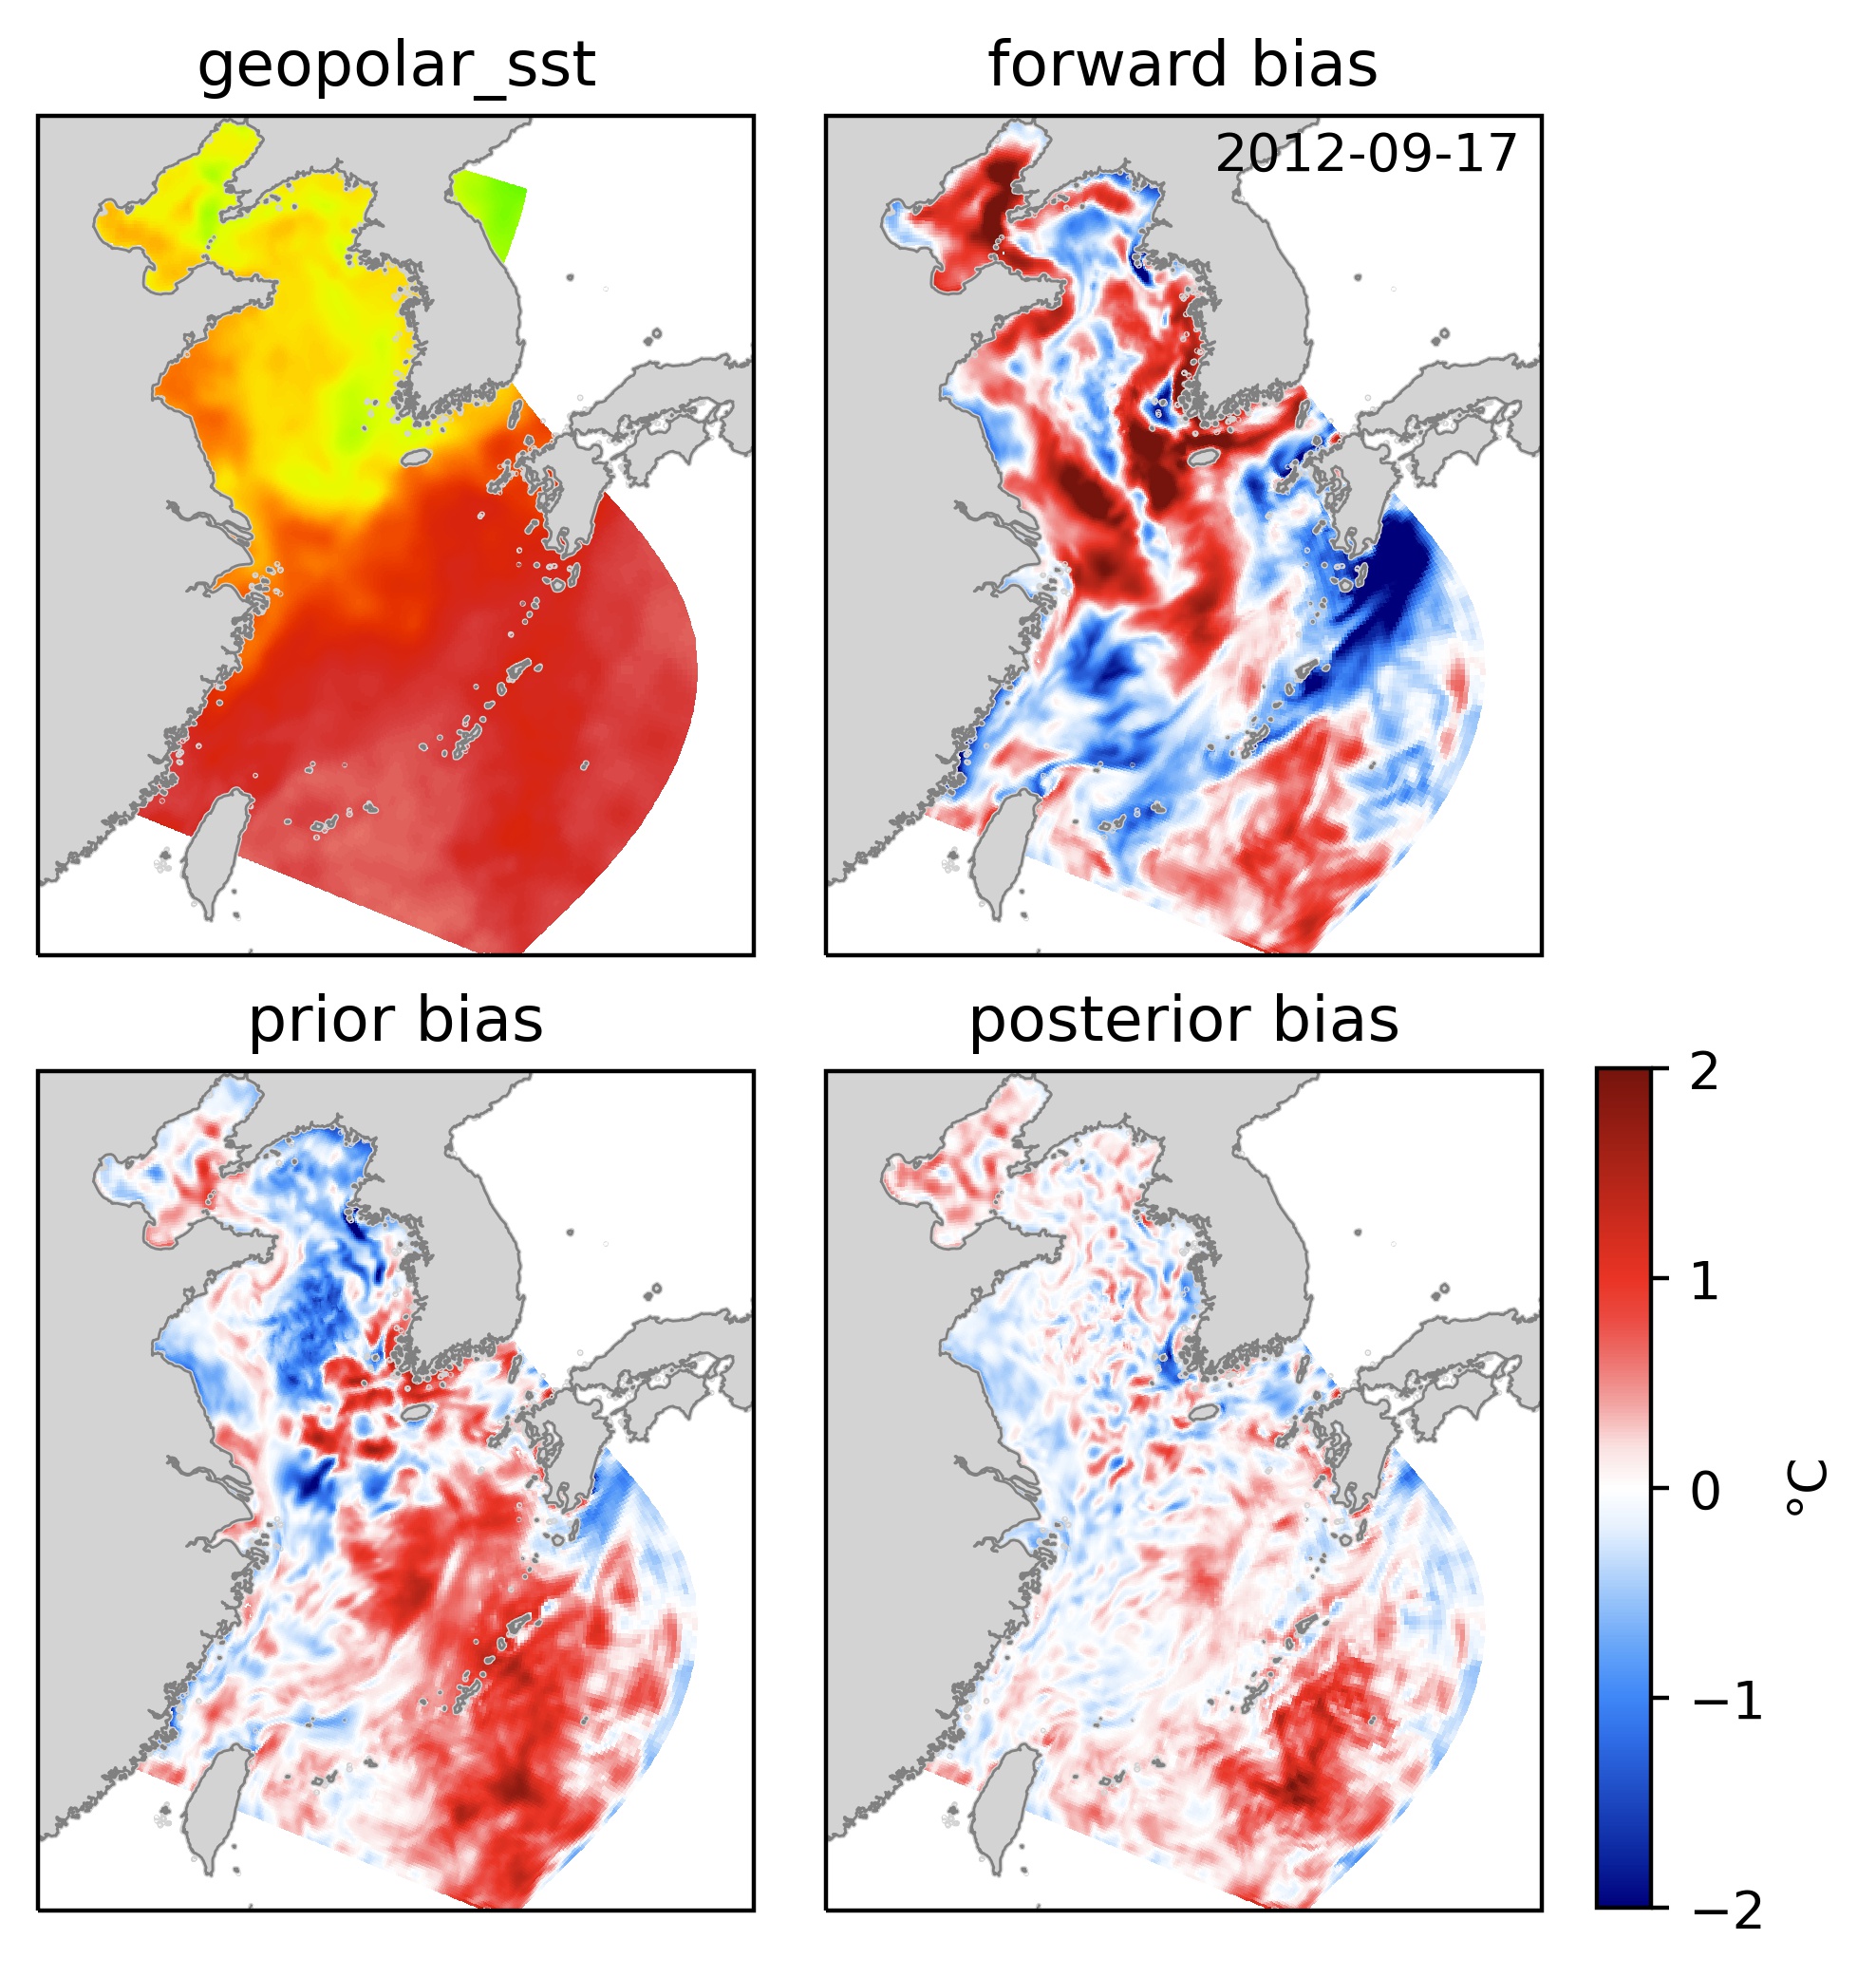 geopolar_sst
forward bias
2012-09-17
prior bias
posterior bias
2
1
0
−1
−2
°C